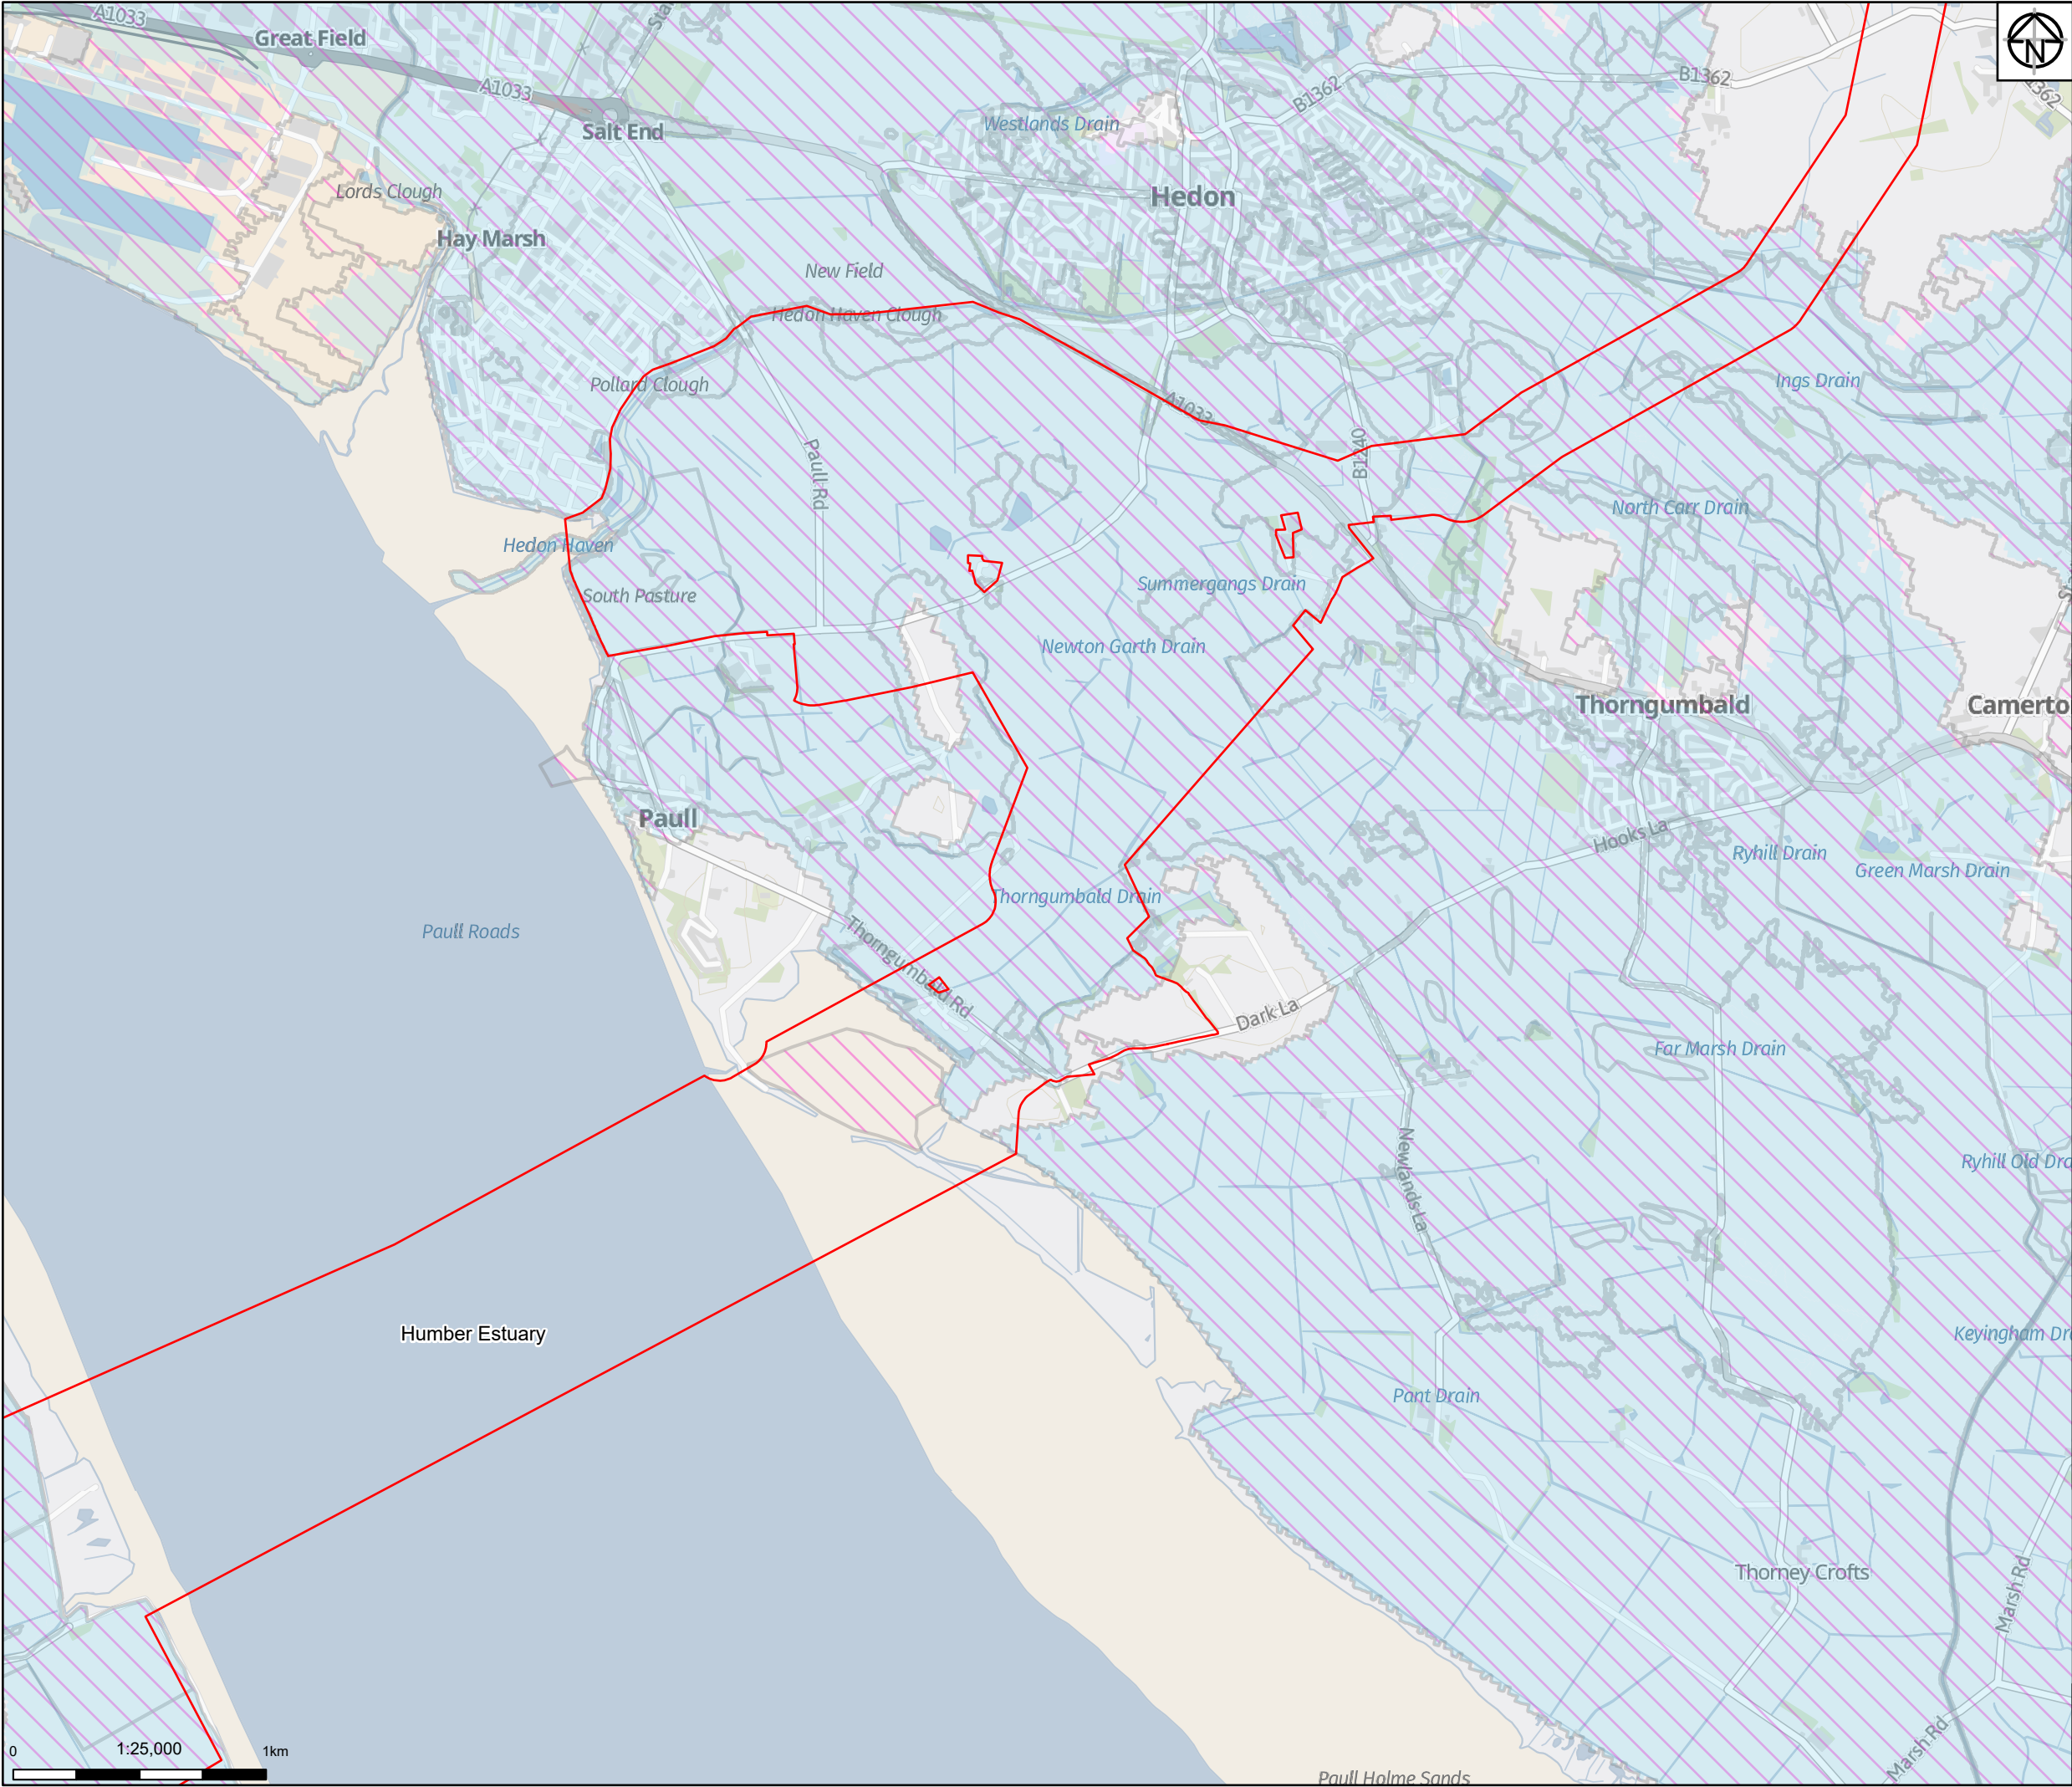 A1033
Great Field
Sta
N
A1033
B1362
B1362
1362
Salt End
Westlands Drain
Lords Clough
Hedon
Hay Marsh
New Field
Hedon Haven Clough
Pollard Clough
Ings Drain
A1033
Paull Rd
B1240
North Carr Drain
Hedon Haven
Summergangs Drain
South Pasture
Newton Garth Drain
Thorngumbald
Camerto
Paull
Hooks La
Ryhill Drain
Green Marsh Drain
Thorngumbald Drain
Paull Roads
Thorngumbald Rd
Dark La
Far Marsh Drain
Newlands La
Ryhill Old Dra
Humber Estuary
Keyingham Dr
Pant Drain
Thorney Crofts
Marsh Rd
Marsh Rd
0 1:25,000 1km
Paull Holme Sands